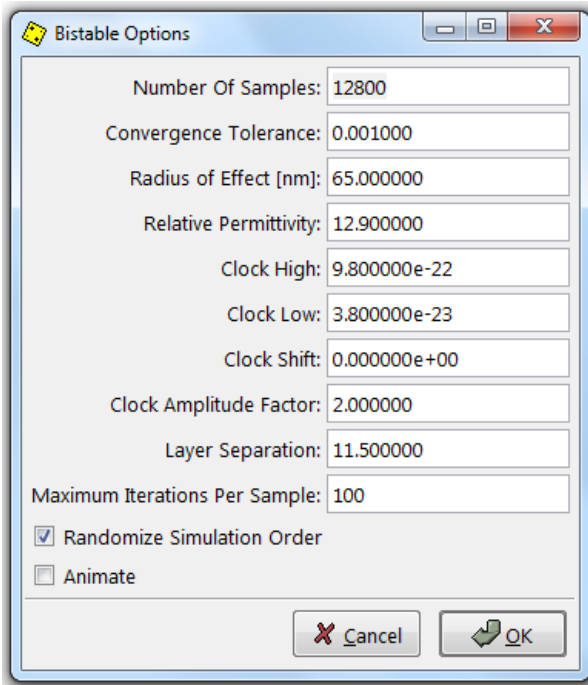 Bistable Options
Number Of Samples: 12800
Convergence Tolerance: 0.001000
Radius of Effect [nm]: 65.000000
Relative Permittivity: 12.900000
Clock High: 9.800000e-22
Clock Low: 3.800000e-23
Clock Shift: 0.000000e+00
Clock Amplitude Factor: 2.000000
Layer Separation: 11.500000
Maximum Iterations Per Sample: 100
Randomize Simulation Order
Animate
Cancel OK